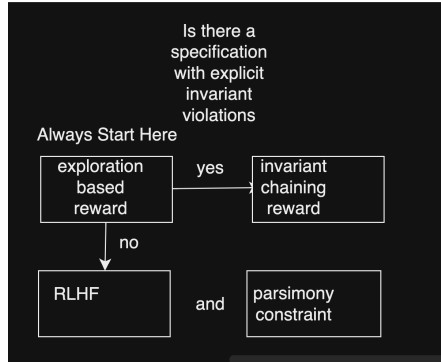 Is there a
specification
with explicit
invariant
violations
Always Start Here
exploration
based
reward
yes
invariant
chaining
reward
no
RLHF
and
parsimony
constraint